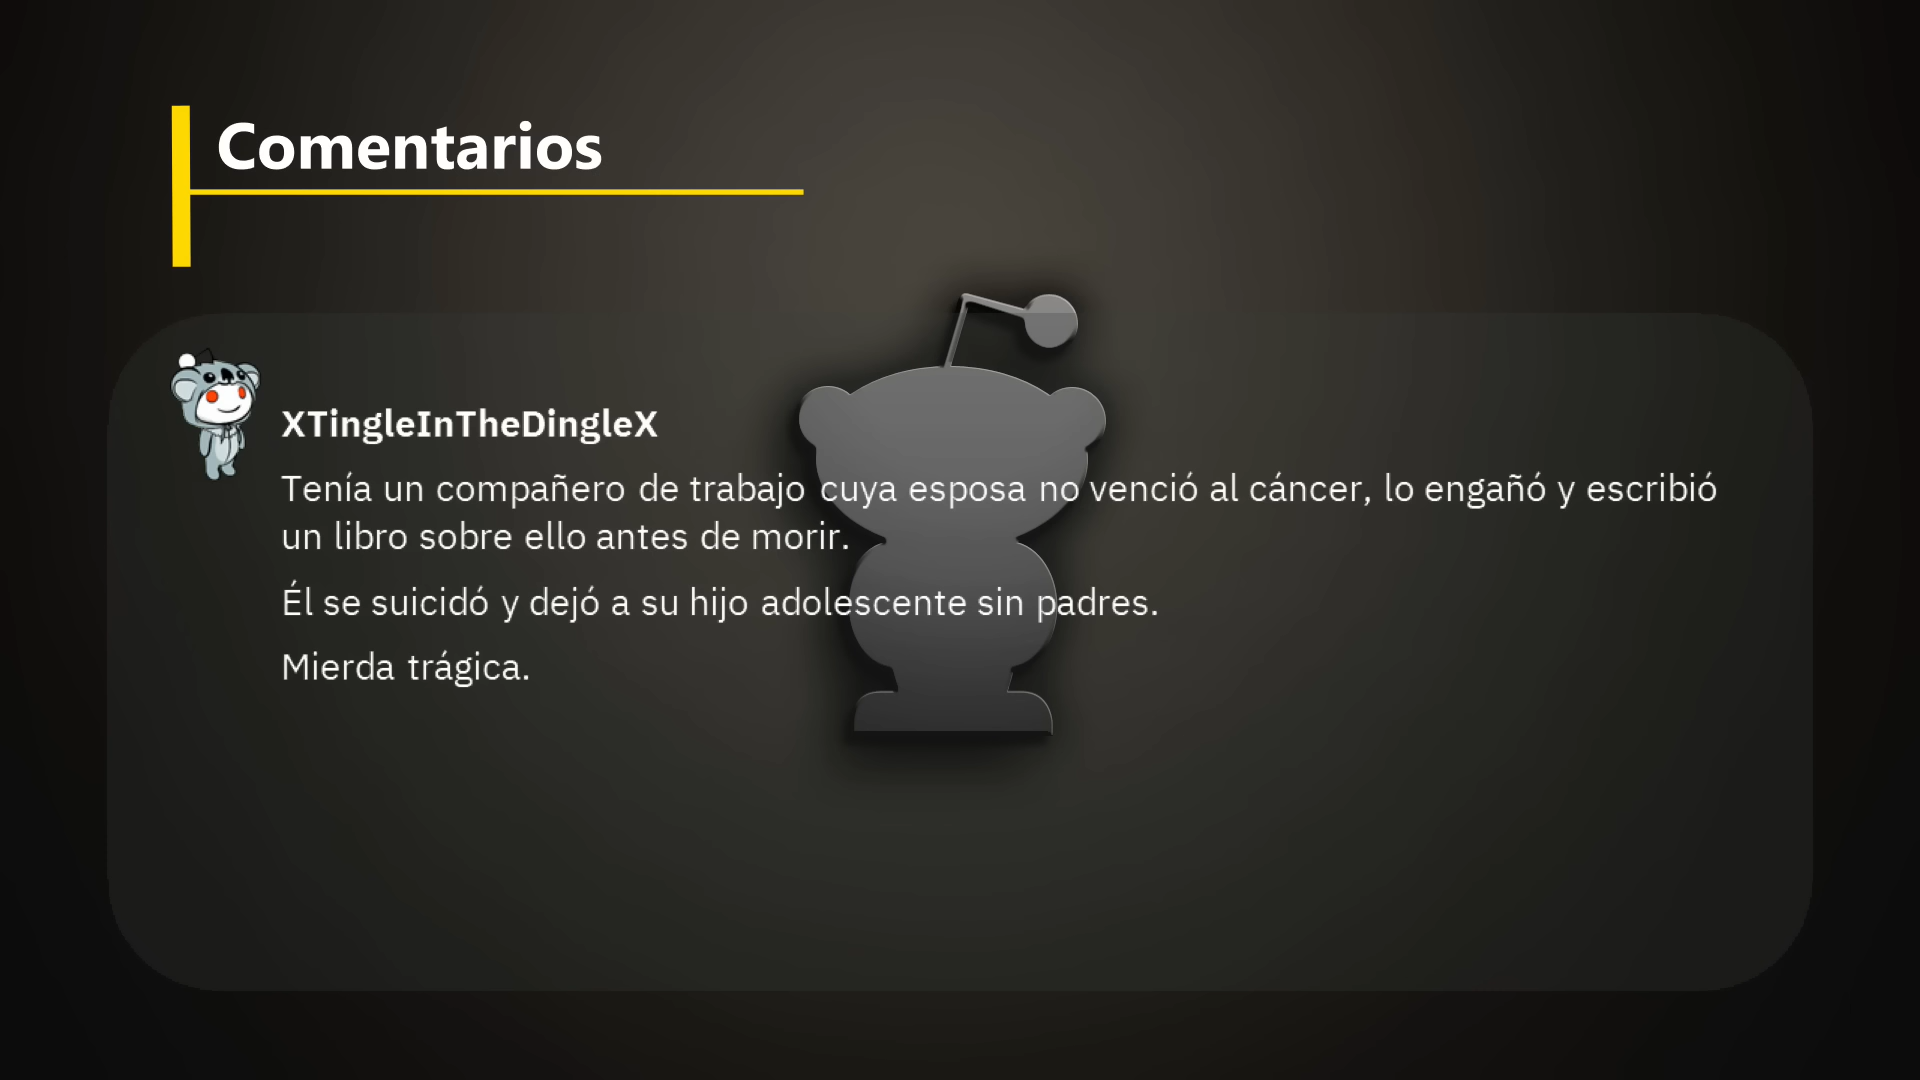 Comentarios
XTingleInTheDingleX
Tenía un compañero de trabajo cuya esposa no venció al cáncer, lo engañó y escribió
un libro sobre ello antes de morir.
Él se suicidó y dejó a su hijo adolescente sin padres.
Mierda trágica.